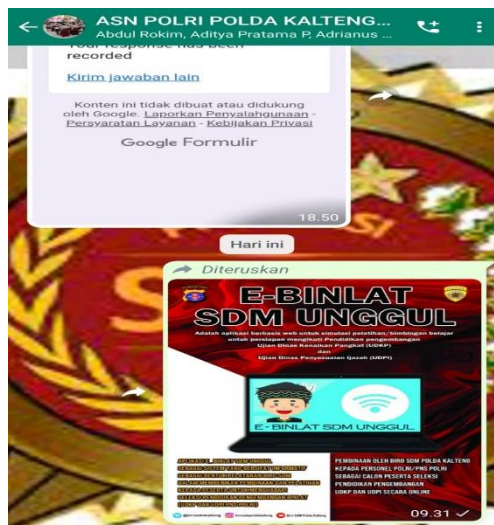 ASN POLRI POLDA KALTENG...
Abdul Rokim, Aditya Pratama P, Adrianus ...
Your response has been
recorded
Kirim jawaban lain
Konten ini tidak dibuat atau didukung
oleh Google. Laporkan Penyalahgunaan -
Persyaratan Layanan - Kebijakan Privasi
Google Formulir
18.50
Hari ini
Diteruskan
E-BINLAT
SDM UNGGUL
Adalah aplikasi berbasis web untuk simulasi pelatihan/bimbingan belajar
untuk persiapan mengikuti Pendidikan pengembangan
Ujian Dinas Kenaikan Pangkat (UDKP)
dan
Ujian Dinas Penyesuaian Ijazah (UDPI)
E - BINLAT SDM UNGGUL
PEMBINAAN OLEH BIRO SDM POLDA KALTENG
KEPADA PERSONEL POLRI/PNS POLRI
SEBAGAI CALON PESERTA SELEKSI
PENDIDIKAN PENGEMBANGAN
UDKP DAN UDPI SECARA ONLINE
09.31